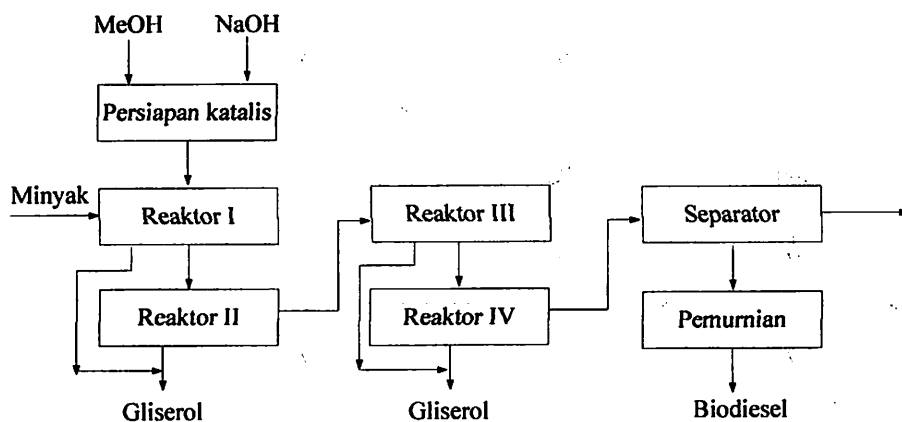 MeOH NaOH
Persiapan katalis
Minyak
Reaktor I
Reaktor III
Separator
Reaktor II
Reaktor IV
Pemurnian
Gliserol
Gliserol
Biodiesel